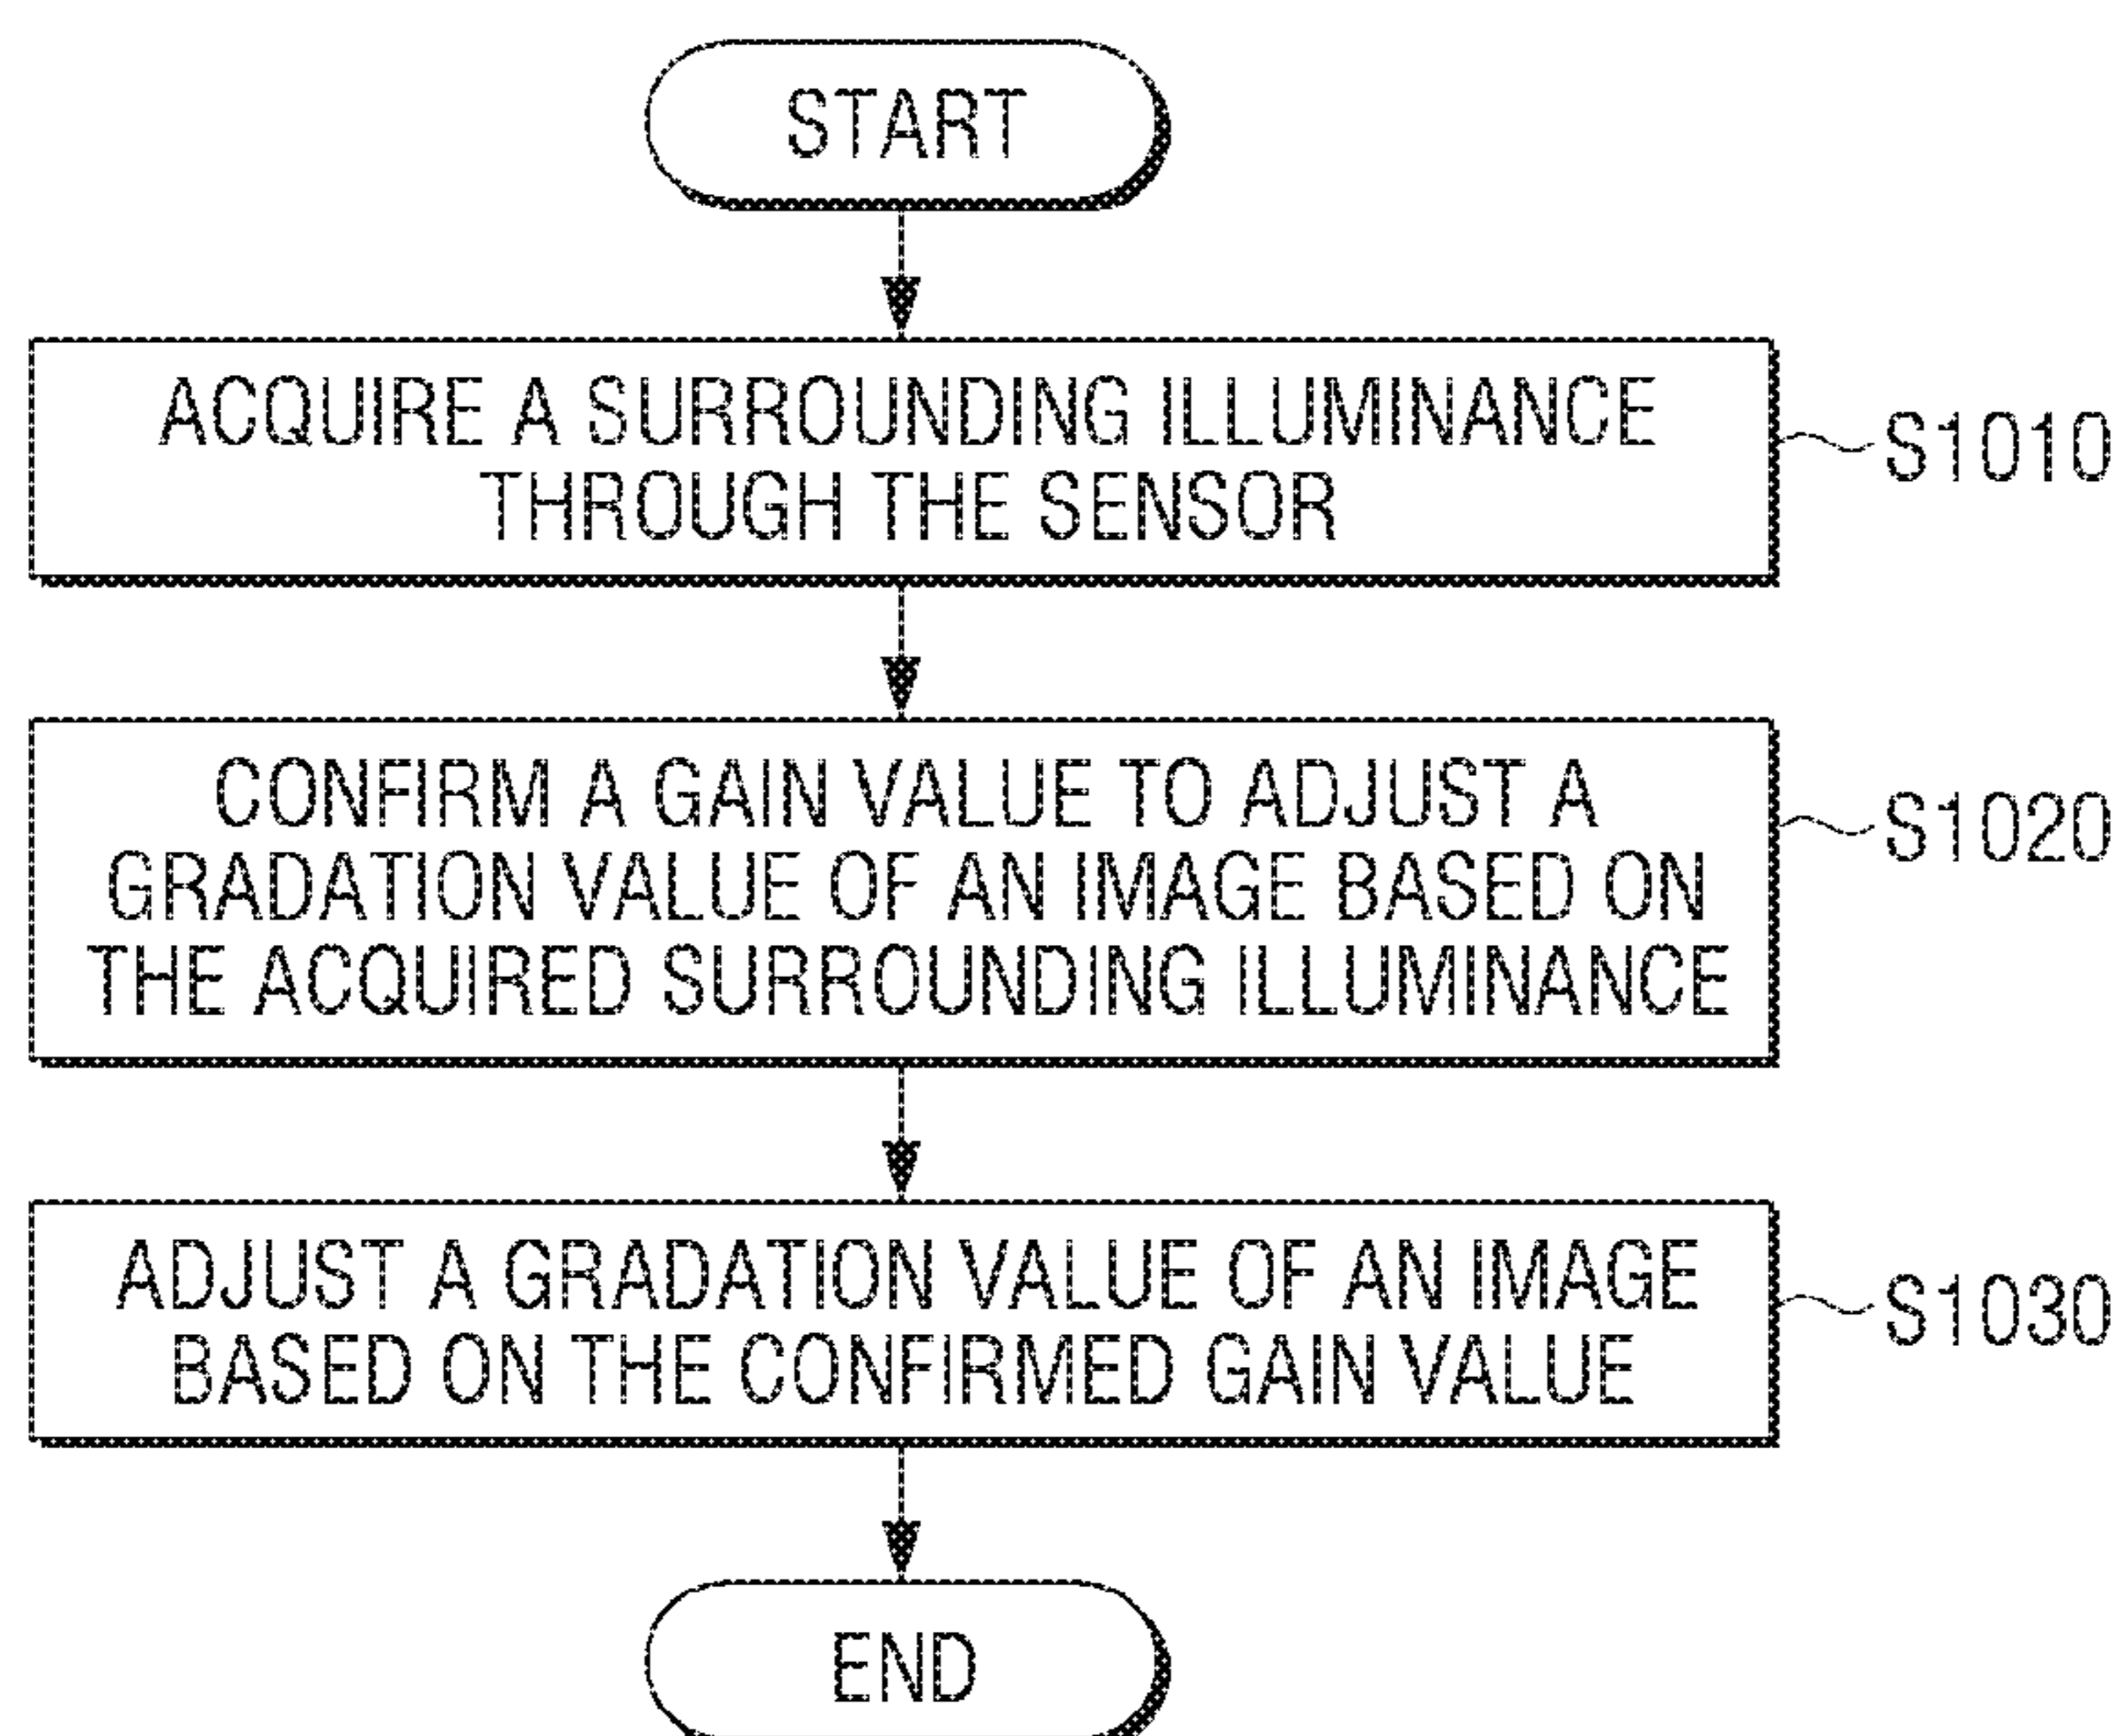 START
ACQUIRE A SURROUNDING ILLUMINANCE
THROUGH THE SENSOR
S1010
CONFIRM A GAIN VALUE TO ADJUST A
GRADATION VALUE OF AN IMAGE BASED ON
THE ACQUIRED SURROUNDING ILLUMINANCE
S1020
ADJUST A GRADATION VALUE OF AN IMAGE
BASED ON THE CONFIRMED GAIN VALUE
S1030
END